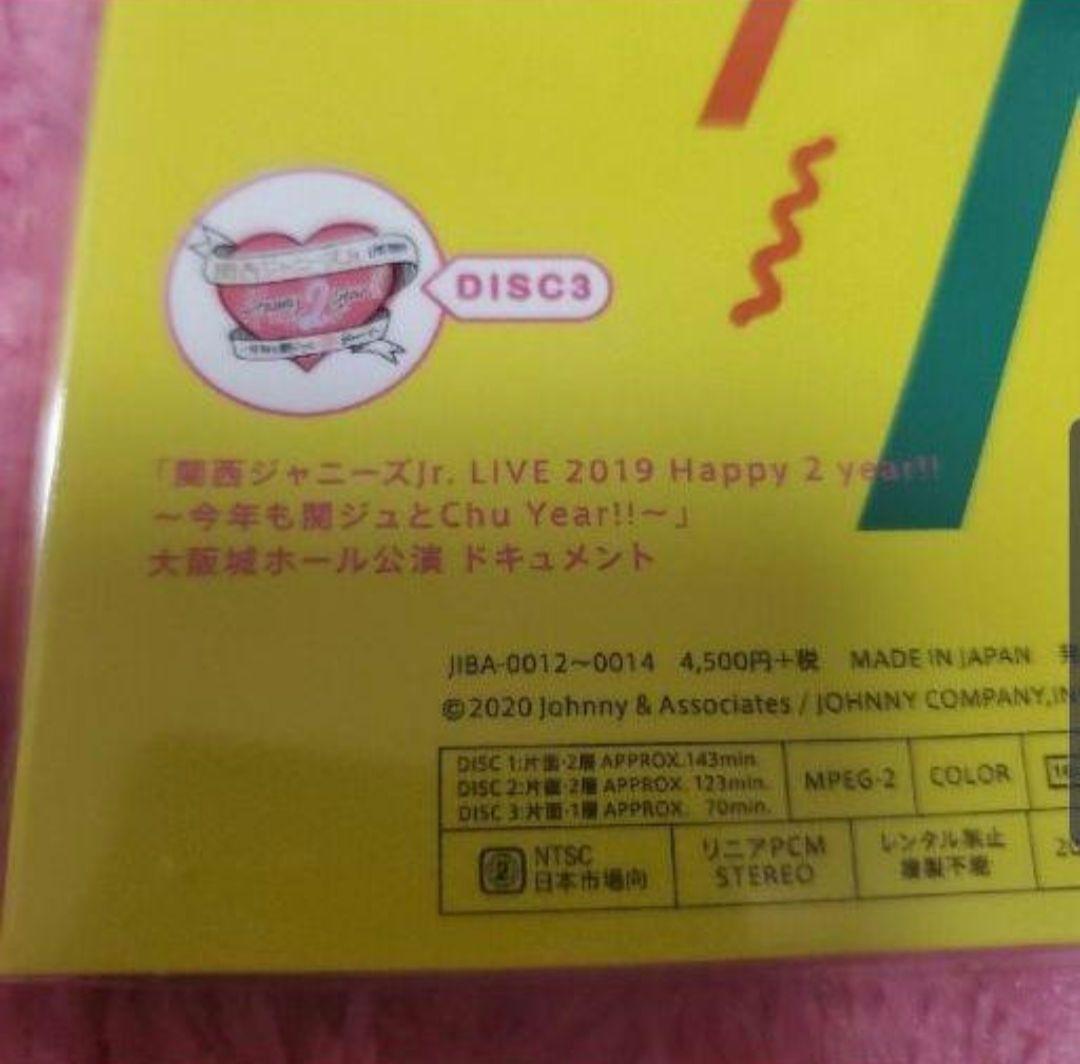 DISC3
「関西ジャニーズJr. LIVE 2019 Happy 2 year!!
～今年も関ジュとChu Year!!～」
大阪城ホール公演 ドキュメント
JIBA-0012～0014 4,500円+税 MADE IN JAPAN
©2020 Johnny & Associates / JOHNNY COMPANY,IN
DISC 1:片面·2層 APPROX.143min.
DISC 2:片面·2層 APPROX. 123min.
DISC 3:片面·1層 APPROX. 70min.
MPEG-2
COLOR
2 NTSC
日本市場向
リニアPCM
STEREO
レンタル禁止
複製不能